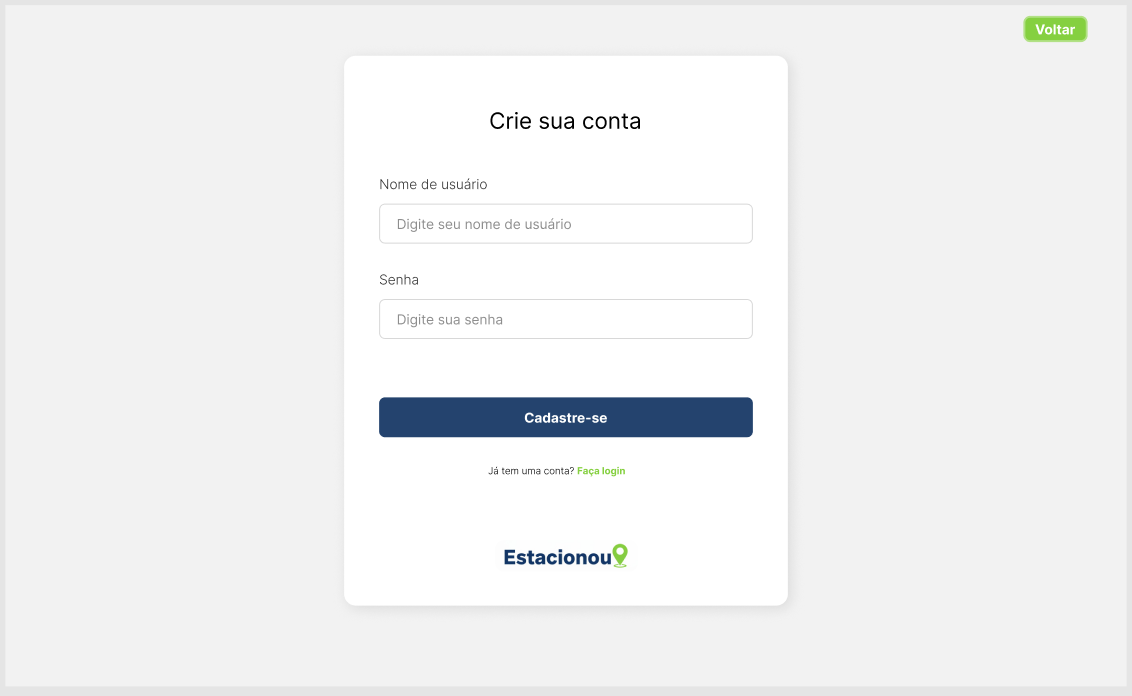 Voltar
Crie sua conta
Nome de usuário
Digite seu nome de usuário
Senha
Digite sua senha
Cadastre-se
Já tem uma conta? Faça login
Estacionou